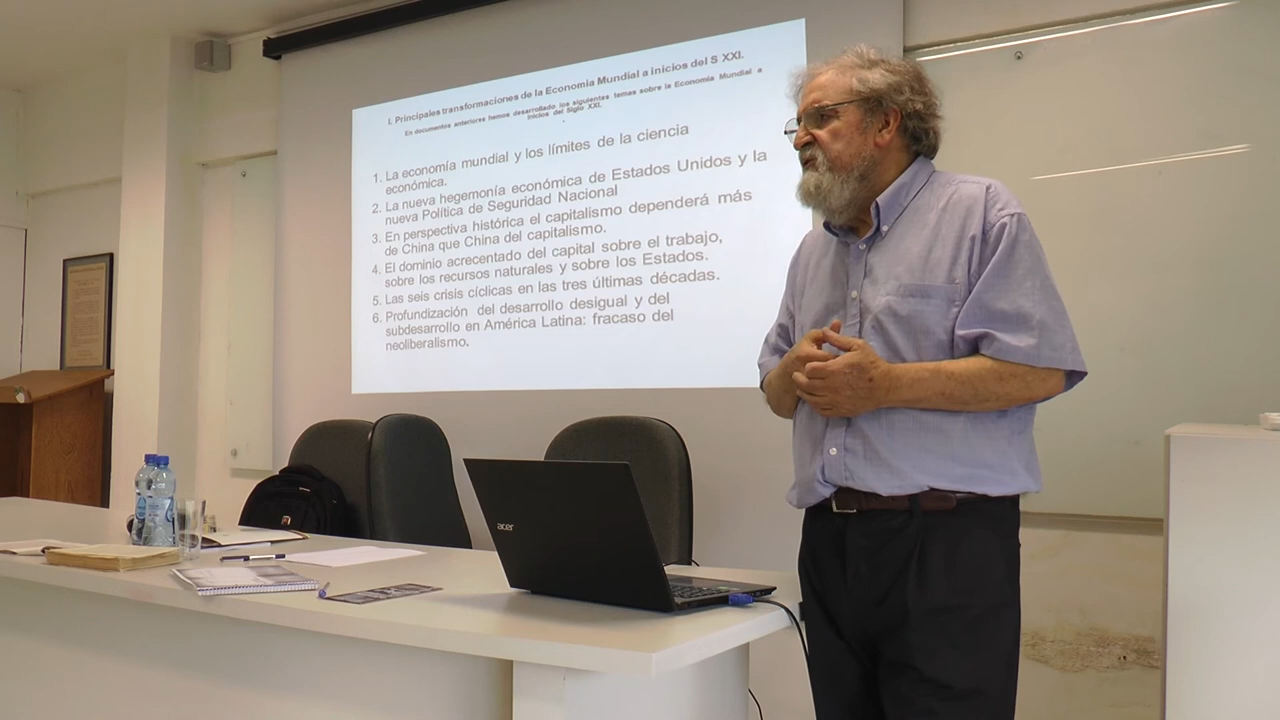 I. Principales transformaciones de la Economía Mundial a inicios del S XXI.
En documentos anteriores hemos desarrollado los siguientes temas sobre la Economía Mundial a
inicios del Siglo XXI.
1. La economía mundial y los límites de la ciencia
económica.
2. La nueva hegemonía económica de Estados Unidos y la
nueva Política de Seguridad Nacional
3. En perspectiva histórica el capitalismo dependerá más
de China que China del capitalismo.
4. El dominio acrecentado del capital sobre el trabajo,
sobre los recursos naturales y sobre los Estados.
5. Las seis crisis cíclicas en las tres últimas décadas.
6. Profundización del desarrollo desigual y del
subdesarrollo en América Latina: fracaso del
neoliberalismo.
acer